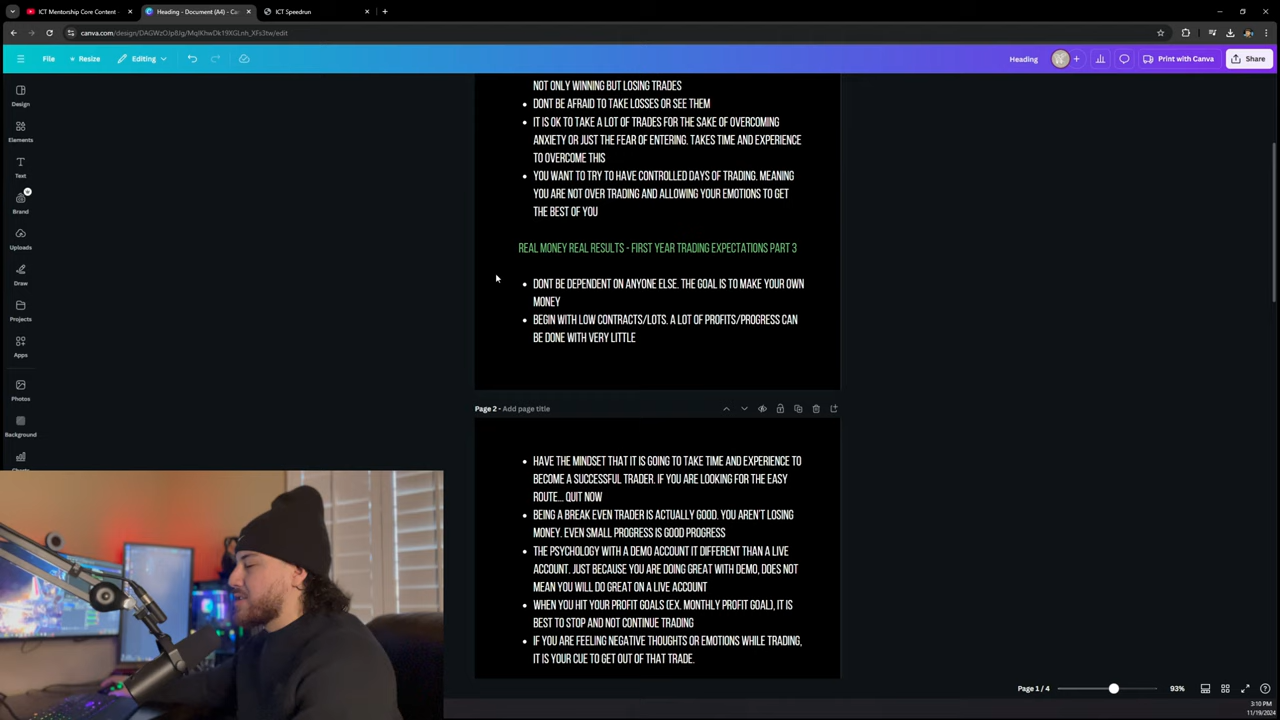 ICT Mentorship Core Content
Heading - Document (A4) - Ca
ICT Speedrun
canva.com/design/DAGWzOJp8Jg/MqIKhwDk19XGLnh_XFs3tw/edit
File
Resize
Editing
Heading
Print with Canva
Share
Design
Elements
Text
Brand
Uploads
Draw
Projects
Apps
Photos
Background
NOT ONLY WINNING BUT LOSING TRADES
DONT BE AFRAID TO TAKE LOSSES OR SEE THEM
IT IS OK TO TAKE A LOT OF TRADES FOR THE SAKE OF OVERCOMING
ANXIETY OR JUST THE FEAR OF ENTERING. TAKES TIME AND EXPERIENCE
TO OVERCOME THIS
YOU WANT TO TRY TO HAVE CONTROLLED DAYS OF TRADING. MEANING
YOU ARE NOT OVER TRADING AND ALLOWING YOUR EMOTIONS TO GET
THE BEST OF YOU
REAL MONEY REAL RESULTS - FIRST YEAR TRADING EXPECTATIONS PART 3
DONT BE DEPENDENT ON ANYONE ELSE. THE GOAL IS TO MAKE YOUR OWN
MONEY
BEGIN WITH LOW CONTRACTS/LOTS. A LOT OF PROFITS/PROGRESS CAN
BE DONE WITH VERY LITTLE
Page 2 - Add page title
HAVE THE MINDSET THAT IT IS GOING TO TAKE TIME AND EXPERIENCE TO
BECOME A SUCCESSFUL TRADER. IF YOU ARE LOOKING FOR THE EASY
ROUTE... QUIT NOW
BEING A BREAK EVEN TRADER IS ACTUALLY GOOD. YOU AREN'T LOSING
MONEY. EVEN SMALL PROGRESS IS GOOD PROGRESS
THE PSYCHOLOGY WITH A DEMO ACCOUNT IT DIFFERENT THAN A LIVE
ACCOUNT. JUST BECAUSE YOU ARE DOING GREAT WITH DEMO, DOES NOT
MEAN YOU WILL DO GREAT ON A LIVE ACCOUNT
WHEN YOU HIT YOUR PROFIT GOALS (EX. MONTHLY PROFIT GOAL), IT IS
BEST TO STOP AND NOT CONTINUE TRADING
IF YOU ARE FEELING NEGATIVE THOUGHTS OR EMOTIONS WHILE TRADING,
IT IS YOUR CUE TO GET OUT OF THAT TRADE.
Page 1 / 4
93%
3:10 PM
11/19/2024